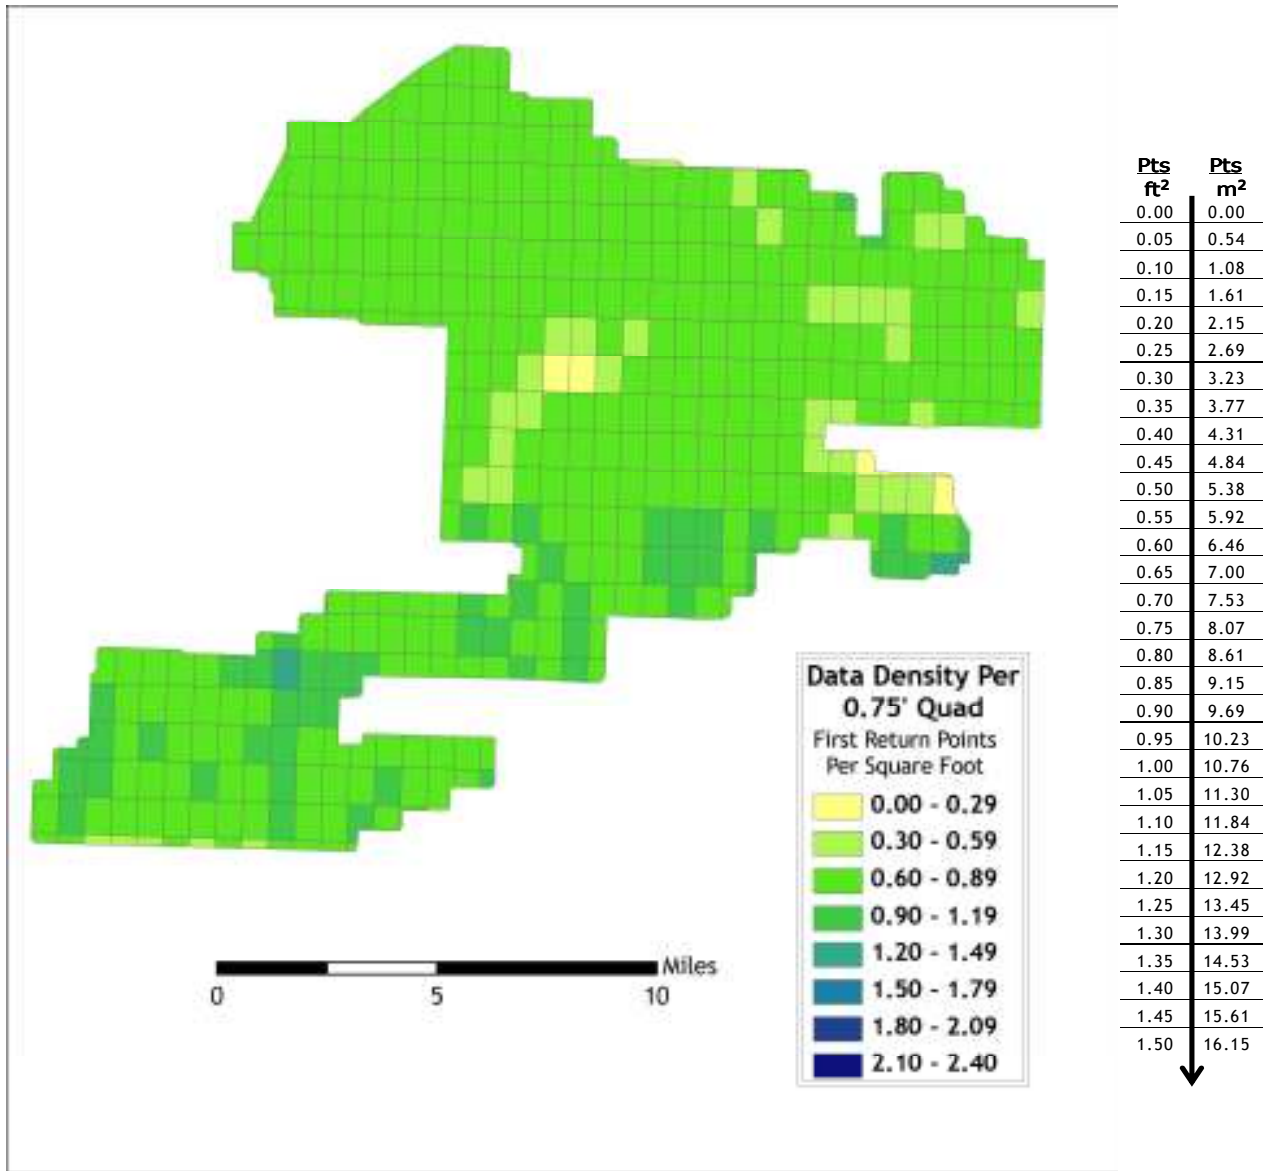 Pts Pts
ft² m²
0.00 0.00
0.05 0.54
0.10 1.08
0.15 1.61
0.20 2.15
0.25 2.69
0.30 3.23
0.35 3.77
0.40 4.31
0.45 4.84
0.50 5.38
0.55 5.92
0.60 6.46
0.65 7.00
0.70 7.53
0.75 8.07
0.80 8.61
0.85 9.15
0.90 9.69
0.95 10.23
1.00 10.76
1.05 11.30
1.10 11.84
1.15 12.38
1.20 12.92
1.25 13.45
1.30 13.99
1.35 14.53
1.40 15.07
1.45 15.61
1.50 16.15
Data Density Per
0.75' Quad
First Return Points
Per Square Foot
0.00 - 0.29
0.30 - 0.59
0.60 - 0.89
0.90 - 1.19
1.20 - 1.49
1.50 - 1.79
1.80 - 2.09
2.10 - 2.40
Miles
0 5 10